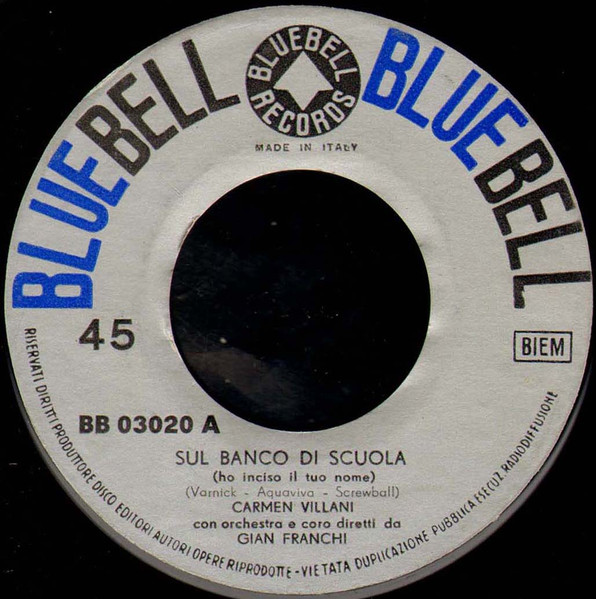 BLUEBELL
BLUEBELL
RECORDS
BLUEBELL
MADE IN ITALY
45
BIEM
BB 03020 A
SUL BANCO DI SCUOLA
(ho inciso il tuo nome)
(Varnick - Aquaviva - Screwball)
CARMEN VILLANI
con orchestra e coro diretti da
GIAN FRANCHI
RISERVATI DIRITTI PRODUTTORE DISCO EDITORI AUTORI OPERE RIPRODOTTE - VIETATA DUPLICAZIONE PUBBLICA ESECUZ. RADIODIFFUSIONE